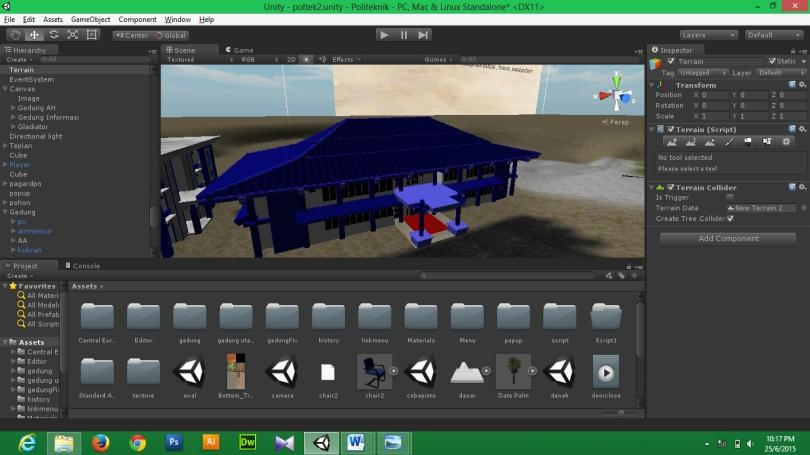 Unity - poltek2.unity - Politeknik - PC, Mac & Linux Standalone* <DX11>
File Edit Assets GameObject Component Window Help
Center Global
Layers Default
Hierarchy
Create All
Terrain
EventSystem
Canvas
Image
Gedung AH
Gedung Informasi
Gladiator
Directional light
Tepian
Cube
Player
Cube
pagardpn
popup
pohon
Gedung
pn
airmansur
AA
kubran
Scene Game
Textured RGB 2D Effects Gizmos All
Persp
Inspector
Terrain Static
Tag Untagged Layer Default
Transform
Position X 0 Y 0 Z 0
Rotation X 0 Y 0 Z 0
Scale X 1 Y 1 Z 1
Terrain (Script)
No tool selected
Please select a tool
Terrain Collider
Is Trigger
Terrain Data New Terrain 2
Create Tree Collider
Add Component
Project Console
Create
Favorites
All Materi
All Models
All Prefab
All Scripts
Assets
Central E
Editor
gedung
gedung u
gedungFi
history
linkmenu
Assets
Central Eur... Editor gedung gedung uta... gedungFix history linkmenu Materials Menu popup script Script1
Standard A... texture awal Bottom_Tr... camera chair2 chair2 cobapintu dasar Date Palm denah doorclose
Ps Ai Dw W
10:17 PM
25/6/2015